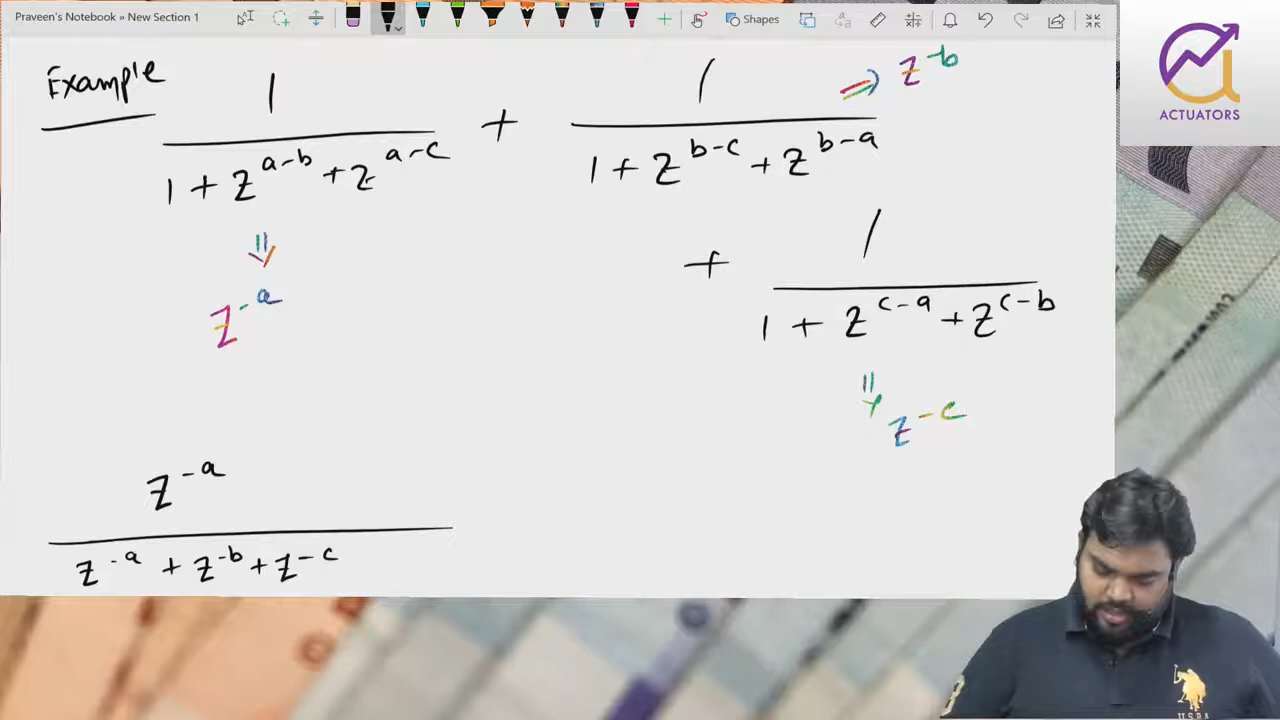 Praveen's Notebook » New Section 1
Shapes
ACTUATORS
Example
1 / (1 + z^(a-b) + z^(a-c)) + 1 / (1 + z^(b-c) + z^(b-a)) ⇒ z^(-b)
+ 1 / (1 + z^(c-a) + z^(c-b))
⇓ z^(-a)
⇓ z^(-c)
z^(-a) / (z^(-a) + z^(-b) + z^(-c))
U.S.P.A.